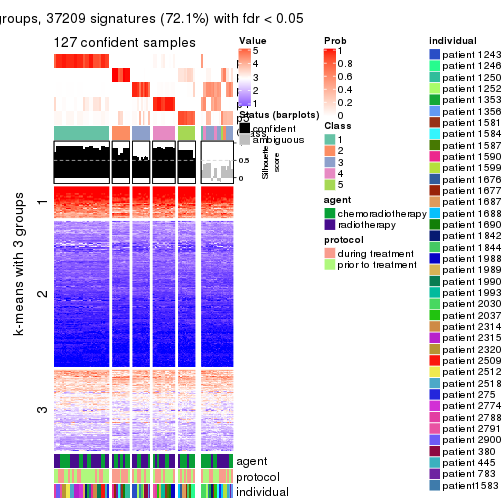 groups, 37209 signatures (72.1%) with fdr < 0.05
127 confident samples
k-means with 3 groups
1
2
3
Class
agent
protocol
individual
Value
5
4
3
2
1
Status (barplots)
confident
ambiguous
1
0.5
0
Silhouette
score
Prob
1
0.8
0.6
0.4
0.2
0
Class
1
2
3
4
5
agent
chemoradiotherapy
radiotherapy
protocol
during treatment
prior to treatment
individual
patient 1243
patient 1246
patient 1250
patient 1252
patient 1353
patient 1356
patient 1581
patient 1584
patient 1587
patient 1590
patient 1599
patient 1676
patient 1677
patient 1687
patient 1688
patient 1690
patient 1842
patient 1844
patient 1988
patient 1989
patient 1990
patient 1993
patient 2030
patient 2037
patient 2314
patient 2315
patient 2320
patient 2509
patient 2512
patient 2518
patient 275
patient 2774
patient 2788
patient 2791
patient 2900
patient 380
patient 445
patient 783
patient1583